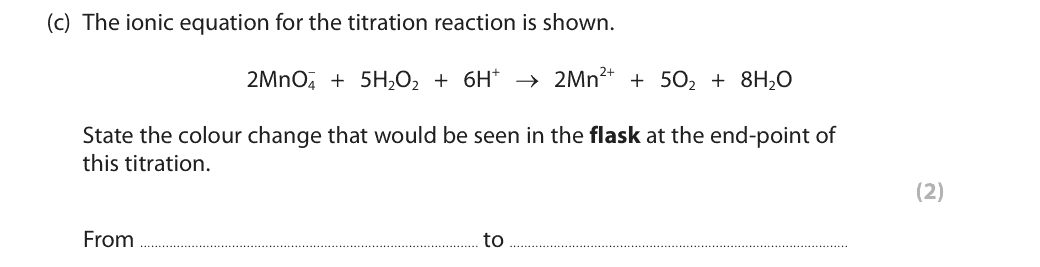 (c) The ionic equation for the titration reaction is shown.
2MnO₄⁻ + 5H₂O₂ + 6H⁺ → 2Mn²⁺ + 5O₂ + 8H₂O
State the colour change that would be seen in the flask at the end-point of
this titration.
(2)
From ........................................ to ........................................